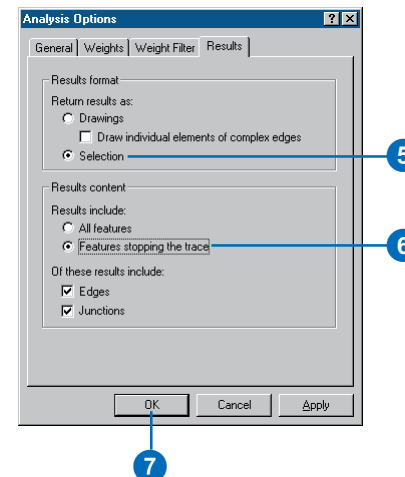 Analysis Options
General Weights Weight Filter Results
Results format
Return results as:
Drawings
Draw individual elements of complex edges
Selection
5
Results content
Results include:
All features
Features stopping the trace
6
Of these results include:
Edges
Junctions
OK Cancel Apply
7